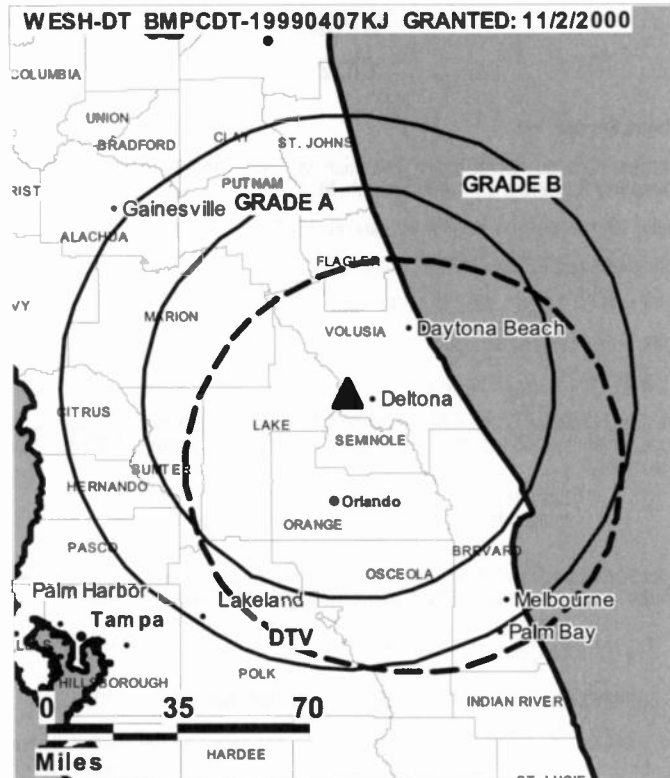 WESH-DT BMPCDT-19990407KJ GRANTED: 11/2/2000
COLUMBIA
UNION
BRADFORD
CLAY
ST. JOHNS
GRADE B
PUTNAM
GRADE A
Gainesville
ALACHUA
FLAGLER
MARION
VOLUSIA
Daytona Beach
Deltona
CITRUS
LAKE
SEMINOLE
SUMTER
HERNANDO
Orlando
ORANGE
PASCO
BREVARD
OSCEOLA
Palm Harbor
Lakeland
Melbourne
Tampa
DTV
Palm Bay
POLK
HILLSBOROUGH
INDIAN RIVER
0 35 70
HARDEE
Miles